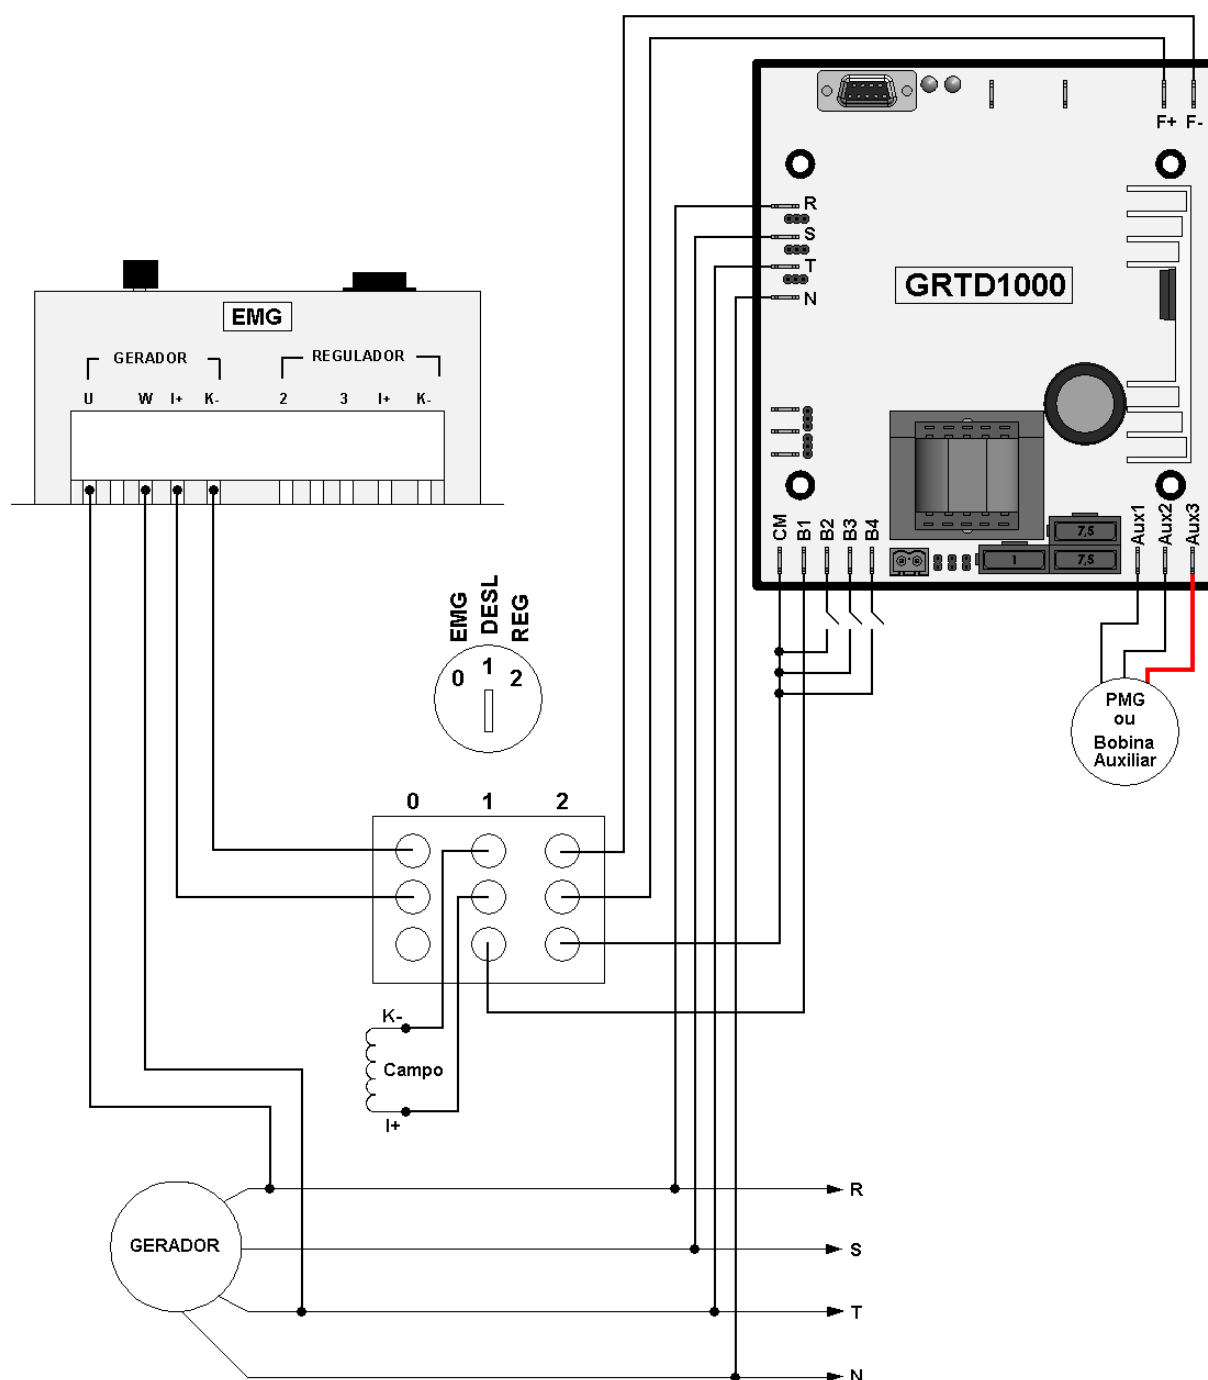 F+ F-
R
S
T
N
GRTD1000
EMG
GERADOR
REGULADOR
U W I+ K- 2 3 I+ K-
CM
B1
B2
B3
B4
1
7,5
7,5
Aux1
Aux2
Aux3
EMG
DESL
REG
0 1 2
PMG
ou
Bobina
Auxiliar
0 1 2
K-
Campo
I+
GERADOR
R
S
T
N